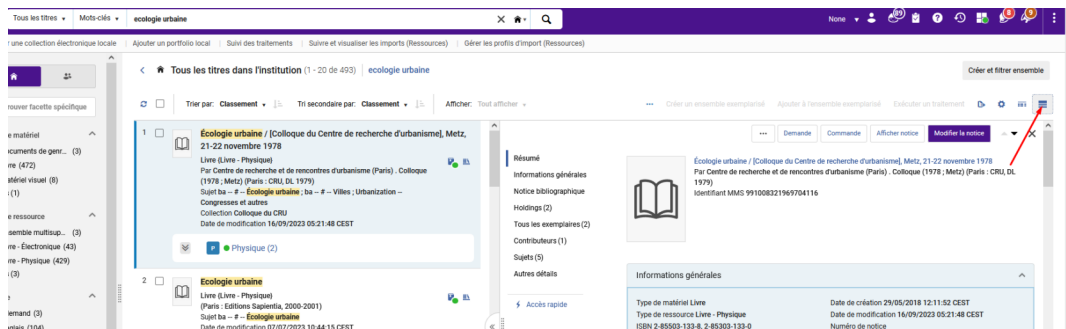 Tous les titres Mots-clés ecologie urbaine None 89 9 9
une collection électronique locale Ajouter un portfolio local Suivi des traitements Suivre et visualiser les imports (Ressources) Gérer les profils d'import (Ressources)
Tous les titres dans l'institution (1 - 20 de 493) ecologie urbaine Créer et filtrer ensemble
rouver facette spécifique
Trier par: Classement Tri secondaire par: Classement Afficher: Tout afficher ... Créer un ensemble exemplarisé Ajouter à l'ensemble exemplarisé Exécuter un traitement
e matériel
ocuments de genr... (3)
vre (472)
atériel visuel (8)
s (1)
e ressource
semble multisup... (3)
vre - Électronique (43)
vre - Physique (429)
s (3)
e
lemand (3)
nglais (104)
1 Écologie urbaine / [Colloque du Centre de recherche d'urbanisme], Metz,
21-22 novembre 1978
Livre (Livre - Physique)
Par Centre de recherche et de rencontres d'urbanisme (Paris) . Colloque
(1978 ; Metz) (Paris : CRU, DL 1979)
Sujet ba -- # -- Écologie urbaine ; ba -- # -- Villes ; Urbanization --
Congresses et autres
Collection Colloque du CRU
Date de modification 16/09/2023 05:21:48 CEST
P Physique (2)
2 Ecologie urbaine
Livre (Livre - Physique)
(Paris : Editions Sapientia, 2000-2001)
Sujet ba -- # -- Écologie urbaine
Date de modification 07/07/2023 10:44:15 CEST
Résumé
Informations générales
Notice bibliographique
Holdings (2)
Tous les exemplaires (2)
Contributeurs (1)
Sujets (5)
Autres détails
Accès rapide
... Demande Commande Afficher notice Modifier la notice
Écologie urbaine / [Colloque du Centre de recherche d'urbanisme], Metz, 21-22 novembre 1978
Par Centre de recherche et de rencontres d'urbanisme (Paris) . Colloque (1978 ; Metz) (Paris : CRU, DL
1979)
Identifiant MMS 991008321969704116
Informations générales
Type de matériel Livre Date de création 29/05/2018 12:11:52 CEST
Type de ressource Livre - Physique Date de modification 16/09/2023 05:21:48 CEST
ISBN 2-85503-133-8, 2-85303-133-0 Numéro de notice